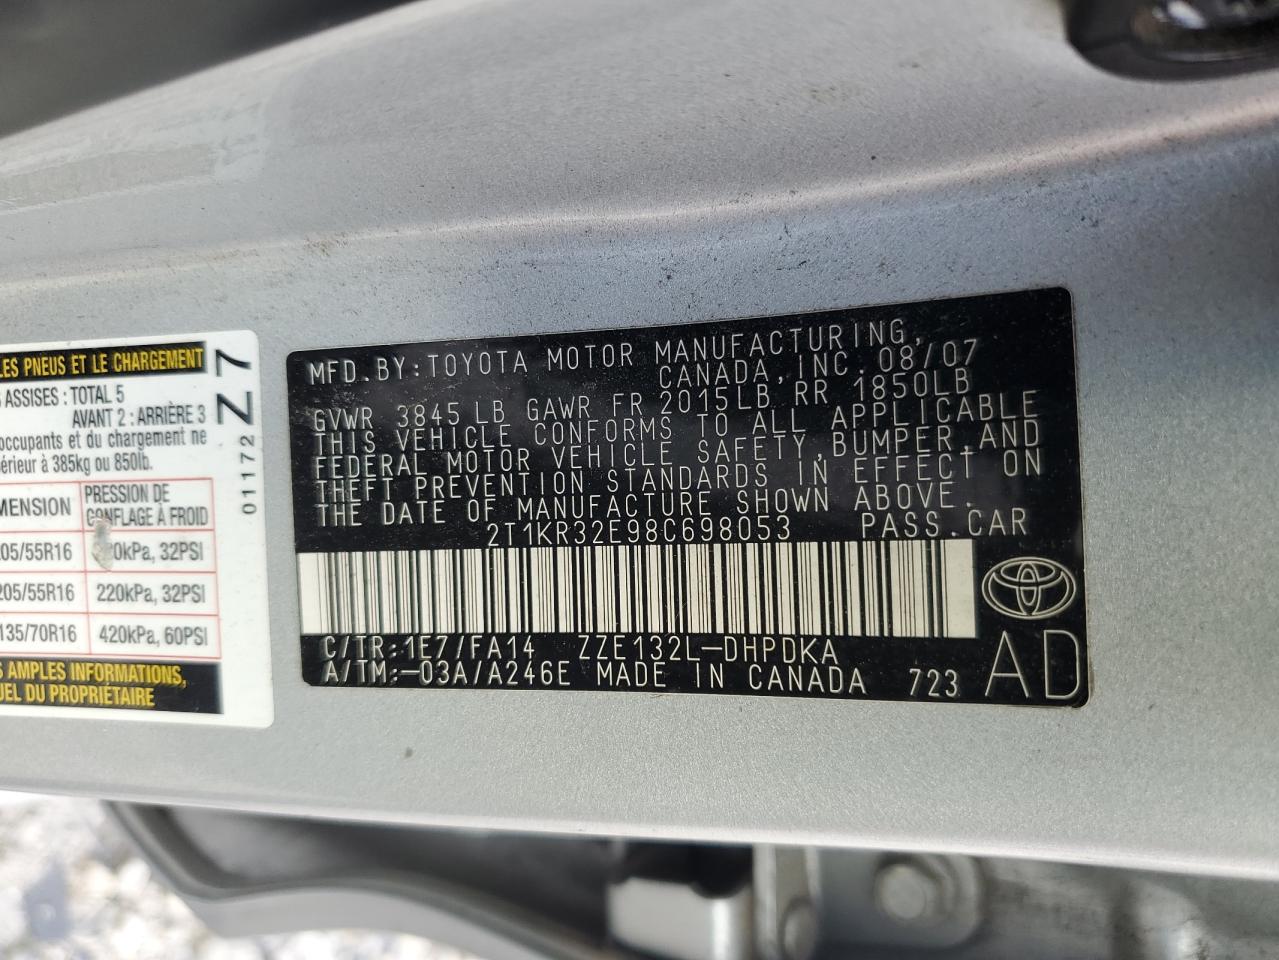 LES PNEUS ET LE CHARGEMENT
ASSISES : TOTAL 5
AVANT 2 : ARRIÈRE 3
occupants et du chargement ne
érieur à 385kg ou 850lb.
MENSION PRESSION DE GONFLAGE À FROID
205/55R16 32PSI
205/55R16 220kPa, 32PSI
135/70R16 420kPa, 60PSI
AMPLES INFORMATIONS,
UEL DU PROPRIÉTAIRE
Z 7
01172
MFD. BY: TOYOTA MOTOR MANUFACTURING,
CANADA, INC. 08/07
GVWR 3845 LB GAWR FR 2015LB RR 1850LB
THIS VEHICLE CONFORMS TO ALL APPLICABLE
FEDERAL MOTOR VEHICLE SAFETY, BUMPER, AND
THEFT PREVENTION STANDARDS IN EFFECT ON
THE DATE OF MANUFACTURE SHOWN ABOVE.
2T1KR32E98C698053 PASS. CAR
C/TR: 1E7/FA14 ZZE132L-DHPDKA
A/TM:-03A/A246E MADE IN CANADA 723
AD